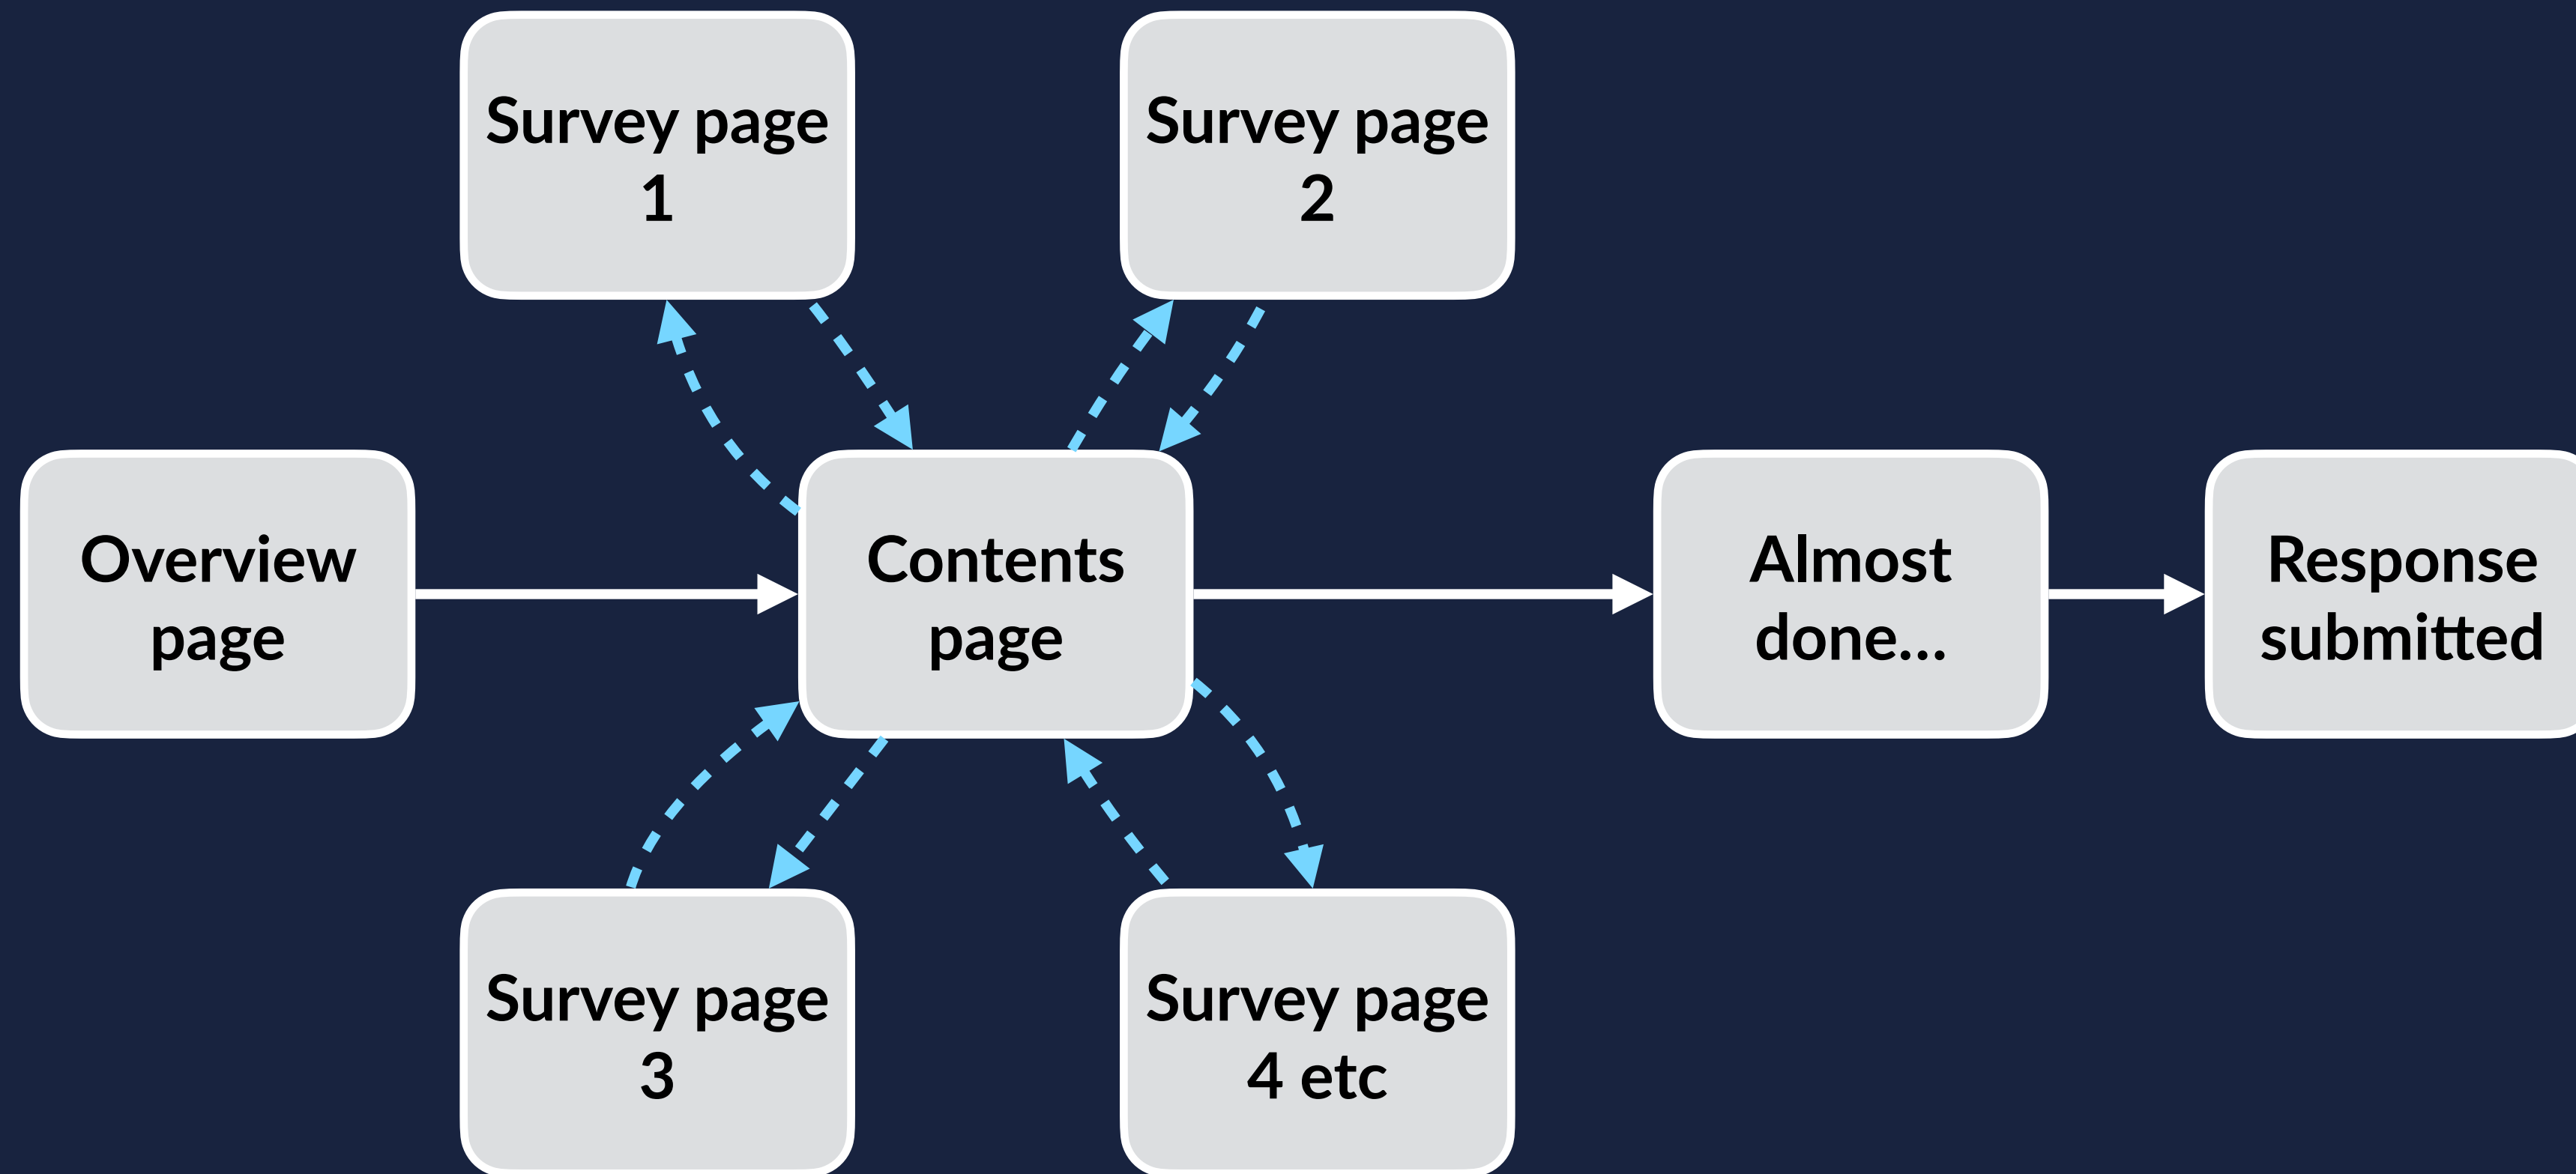 Survey page
1
Survey page
2
Overview
page
Contents
page
Almost
done...
Response
submitted
Survey page
3
Survey page
4 etc